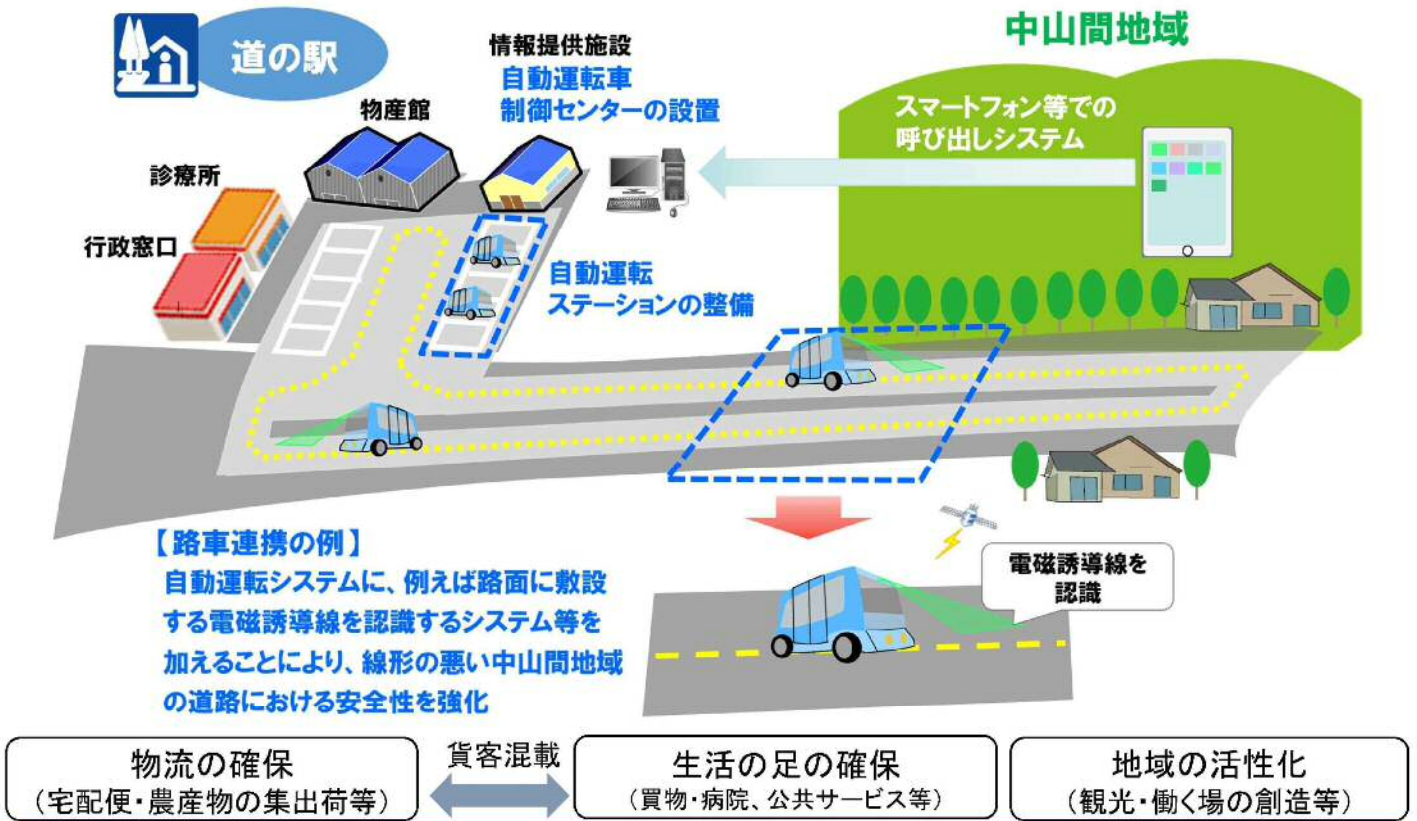 道の駅
情報提供施設
自動運転車
制御センターの設置
中山間地域
スマートフォン等での
呼び出しシステム
物産館
診療所
行政窓口
自動運転
ステーションの整備
【路車連携の例】
自動運転システムに、例えば路面に敷設
する電磁誘導線を認識するシステム等を
加えることにより、線形の悪い中山間地域
の道路における安全性を強化
電磁誘導線を
認識
物流の確保
（宅配便・農産物の集出荷等）
貨客混載
生活の足の確保
（買物・病院、公共サービス等）
地域の活性化
（観光・働く場の創造等）